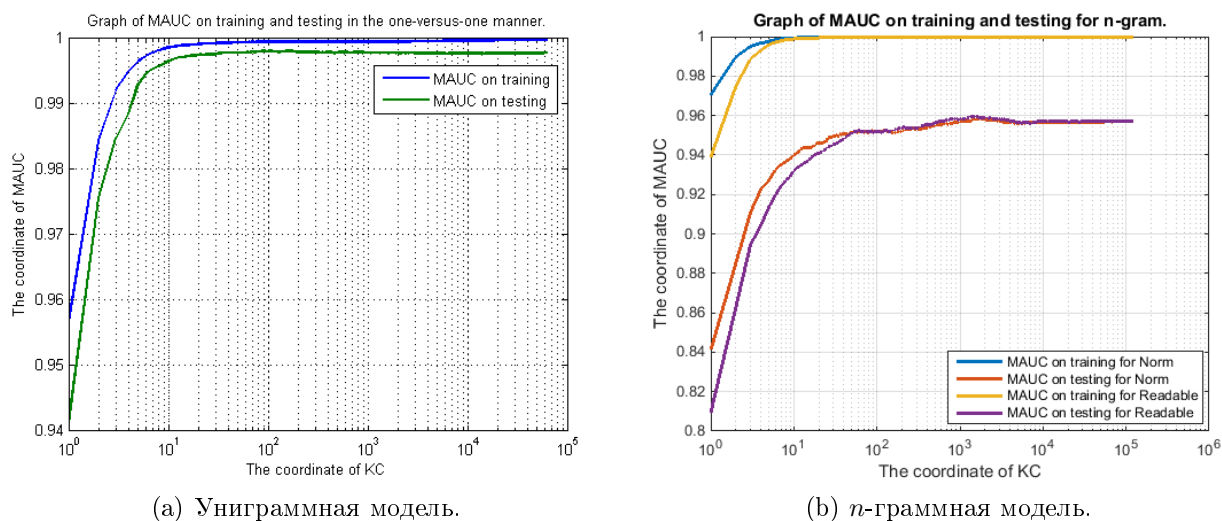 Graph of MAUC on training and testing in the one-versus-one manner.
1
0.99
0.98
0.97
0.96
0.95
0.94
The coordinate of MAUC
MAUC on training
MAUC on testing
10^0 10^1 10^2 10^3 10^4 10^5
The coordinate of KC
(a) Униграммная модель.
Graph of MAUC on training and testing for n-gram.
1
0.98
0.96
0.94
0.92
0.9
0.88
0.86
0.84
0.82
0.8
The coordinate of MAUC
MAUC on training for Norm
MAUC on testing for Norm
MAUC on training for Readable
MAUC on testing for Readable
10^0 10^1 10^2 10^3 10^4 10^5 10^6
The coordinate of KC
(b) n-граммная модель.